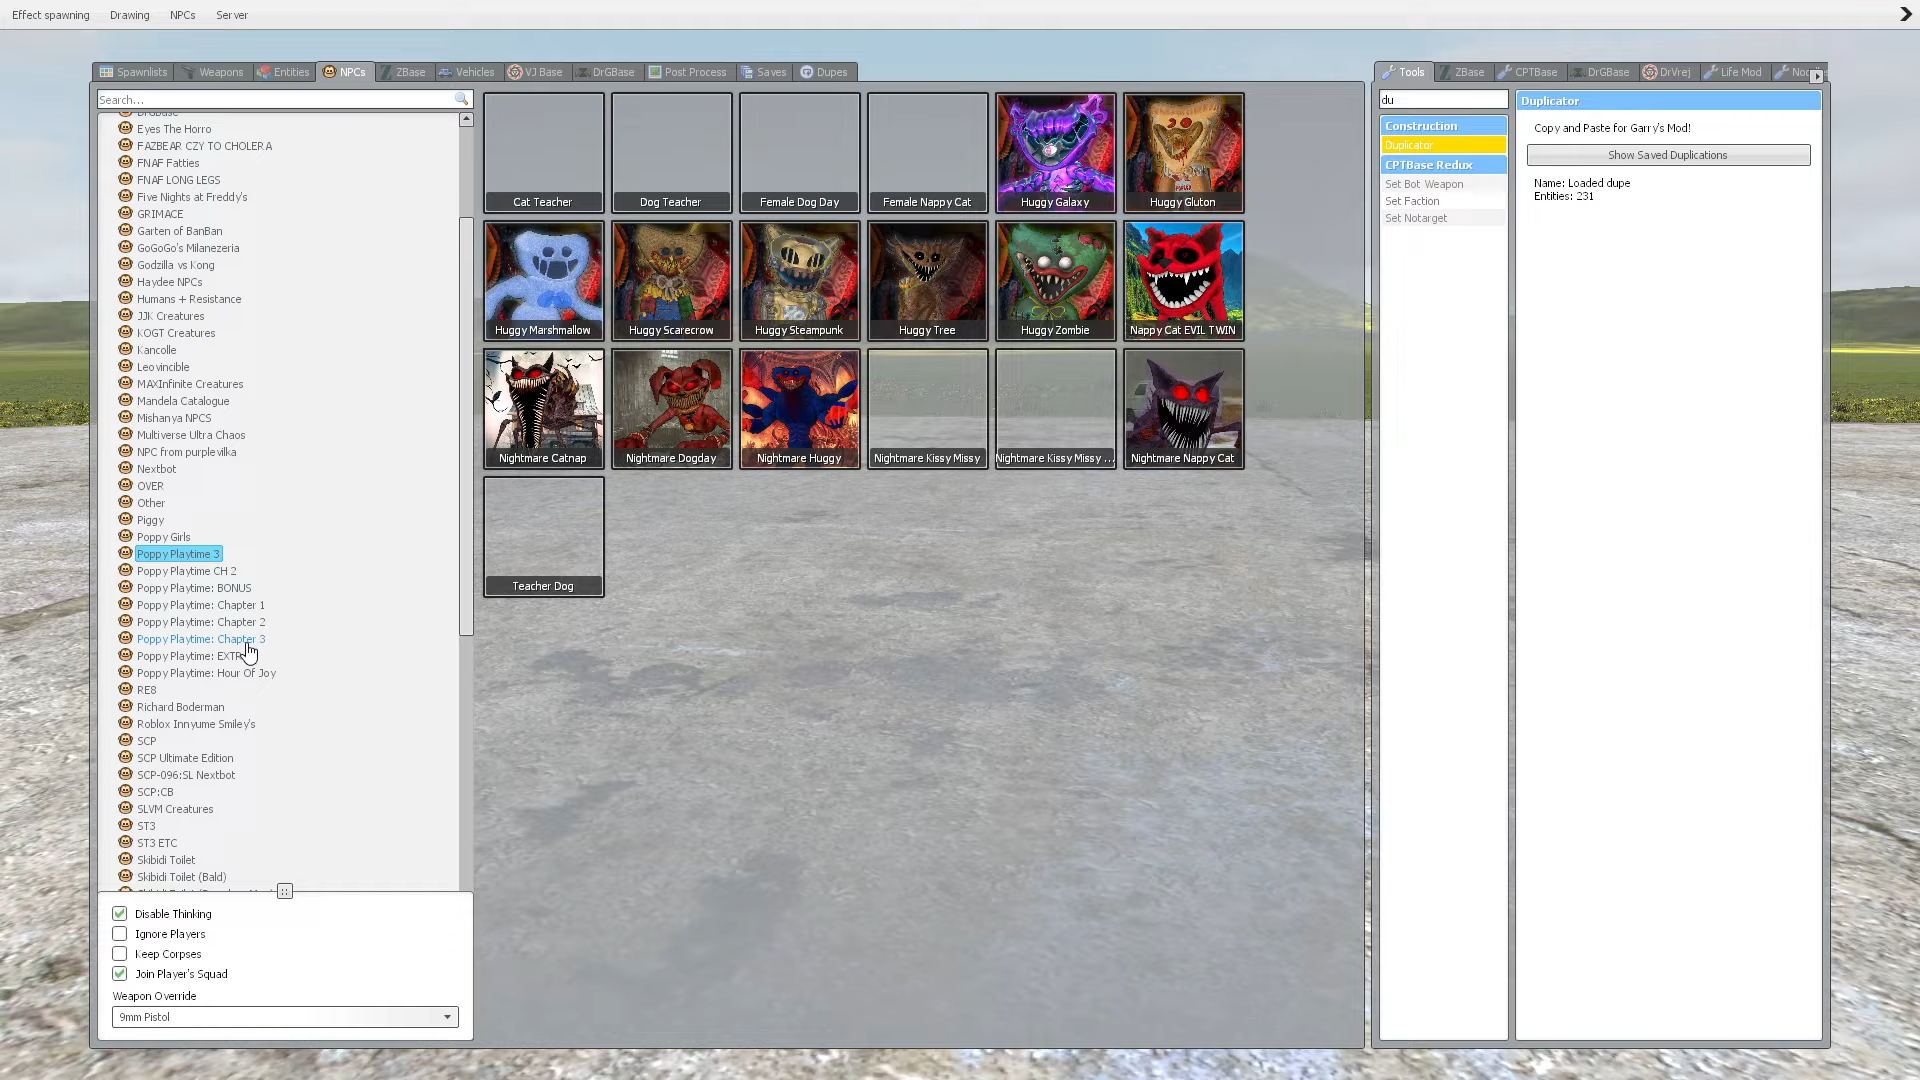 Effect spawning Drawing NPCs Server
Spawnlists Weapons Entities NPCs ZBase Vehicles VJ Base DrGBase Post Process Saves Dupes
Search...
DrGBase
Eyes The Horro
FAZBEAR CZY TO CHOLERA
FNAF Fatties
FNAF LONG LEGS
Five Nights at Freddy's
GRIMACE
Garten of BanBan
GoGoGo's Milanezeria
Godzilla vs Kong
Haydee NPCs
Humans + Resistance
JJK Creatures
KOGT Creatures
Kancolle
Leovincible
MAXInfinite Creatures
Mandela Catalogue
Mishanya NPCS
Multiverse Ultra Chaos
NPC from purplevilka
Nextbot
OVER
Other
Piggy
Poppy Girls
Poppy Playtime 3
Poppy Playtime CH 2
Poppy Playtime: BONUS
Poppy Playtime: Chapter 1
Poppy Playtime: Chapter 2
Poppy Playtime: Chapter 3
Poppy Playtime: EXTR
Poppy Playtime: Hour Of Joy
RE8
Richard Boderman
Roblox Innyume Smiley's
SCP
SCP Ultimate Edition
SCP-096:SL Nextbot
SCP:CB
SLVM Creatures
ST3
ST3 ETC
Skibidi Toilet
Skibidi Toilet (Bald)
Disable Thinking
Ignore Players
Keep Corpses
Join Player's Squad
Weapon Override
9mm Pistol
Cat Teacher Dog Teacher Female Dog Day Female Nappy Cat Huggy Galaxy Huggy Gluton
Huggy Marshmallow Huggy Scarecrow Huggy Steampunk Huggy Tree Huggy Zombie Nappy Cat EVIL TWIN
Nightmare Catnap Nightmare Dogday Nightmare Huggy Nightmare Kissy Missy Nightmare Kissy Missy ... Nightmare Nappy Cat
Teacher Dog
Tools ZBase CPTBase DrGBase DrVrej Life Mod
du
Construction
Duplicator
CPTBase Redux
Set Bot Weapon
Set Faction
Set Notarget
Duplicator
Copy and Paste for Garry's Mod!
Show Saved Duplications
Name: Loaded dupe
Entities: 231